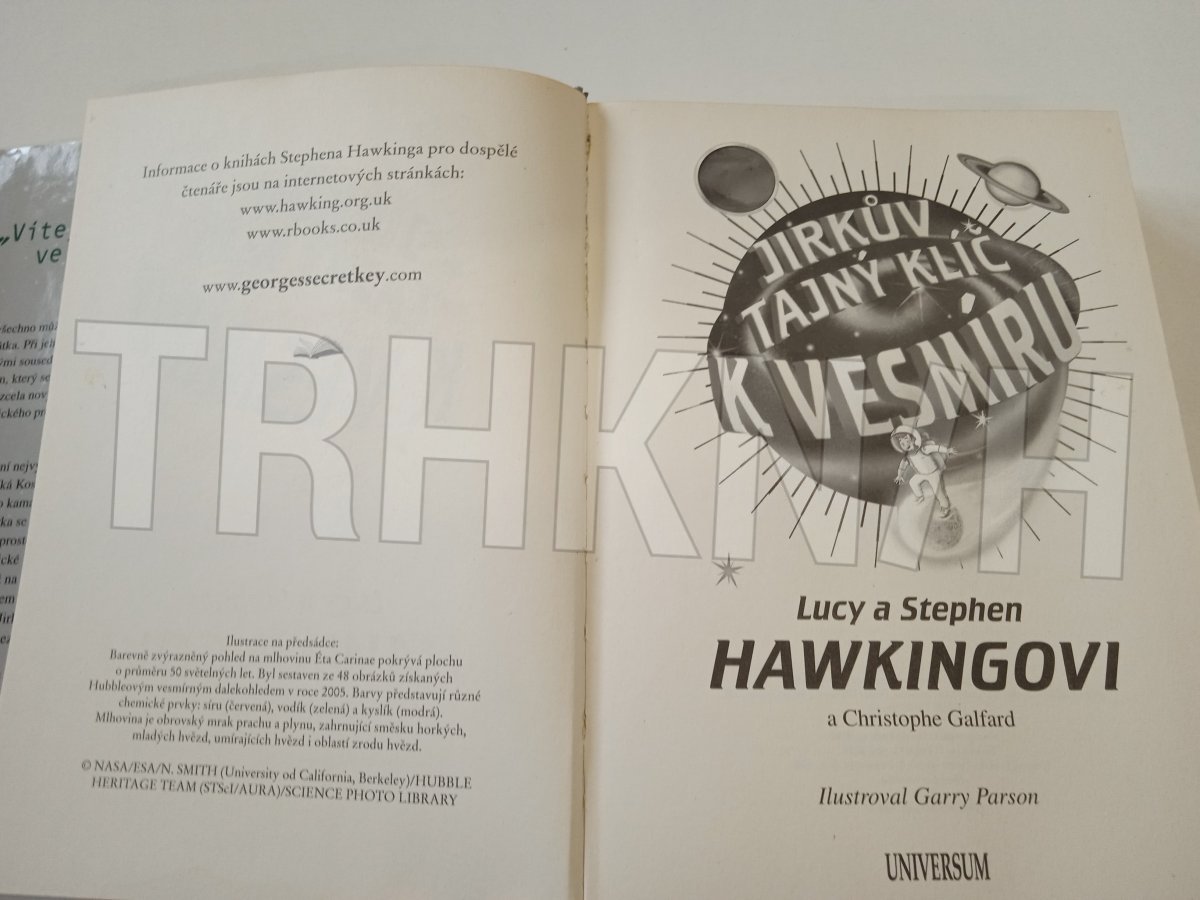 „Víte
ve
všechno můž
Informace o knihách Stephena Hawkinga pro dospělé
čtenáře jsou na internetových stránkách:
www.hawking.org.uk
www.rbooks.co.uk
www.georgessecretkey.com
Ilustrace na předsádce:
Barevně zvýrazněný pohled na mlhovinu Éta Carinae pokrývá plochu
o průměru 50 světelných let. Byl sestaven ze 48 obrázků získaných
Hubbleovým vesmírným dalekohledem v roce 2005. Barvy představují různé
chemické prvky: síru (červená), vodík (zelená) a kyslík (modrá).
Mlhovina je obrovský mrak prachu a plynu, zahrnující směsku horkých,
mladých hvězd, umírajících hvězd i oblastí zrodu hvězd.
© NASA/ESA/N. SMITH (University od California, Berkeley)/HUBBLE
HERITAGE TEAM (STScI/AURA)/SCIENCE PHOTO LIBRARY
JIRKŮV
TAJNÝ KLÍČ
K VESMÍRU
Lucy a Stephen
HAWKINGOVI
a Christophe Galfard
Ilustroval Garry Parson
UNIVERSUM
TRHKNIH